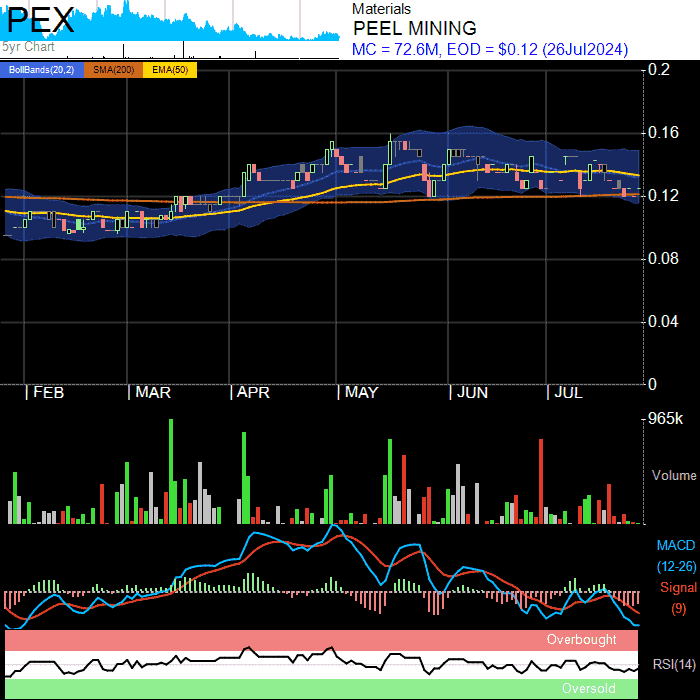 PEX
5yr Chart
Materials
PEEL MINING
MC = 72.6M, EOD = $0.12 (26Jul2024)
BollBands(20,2) SMA(200) EMA(50)
0.2
0.16
0.12
0.08
0.04
0
FEB MAR APR MAY JUN JUL
965k
Volume
MACD
(12-26)
Signal
(9)
Overbought
RSI(14)
Oversold